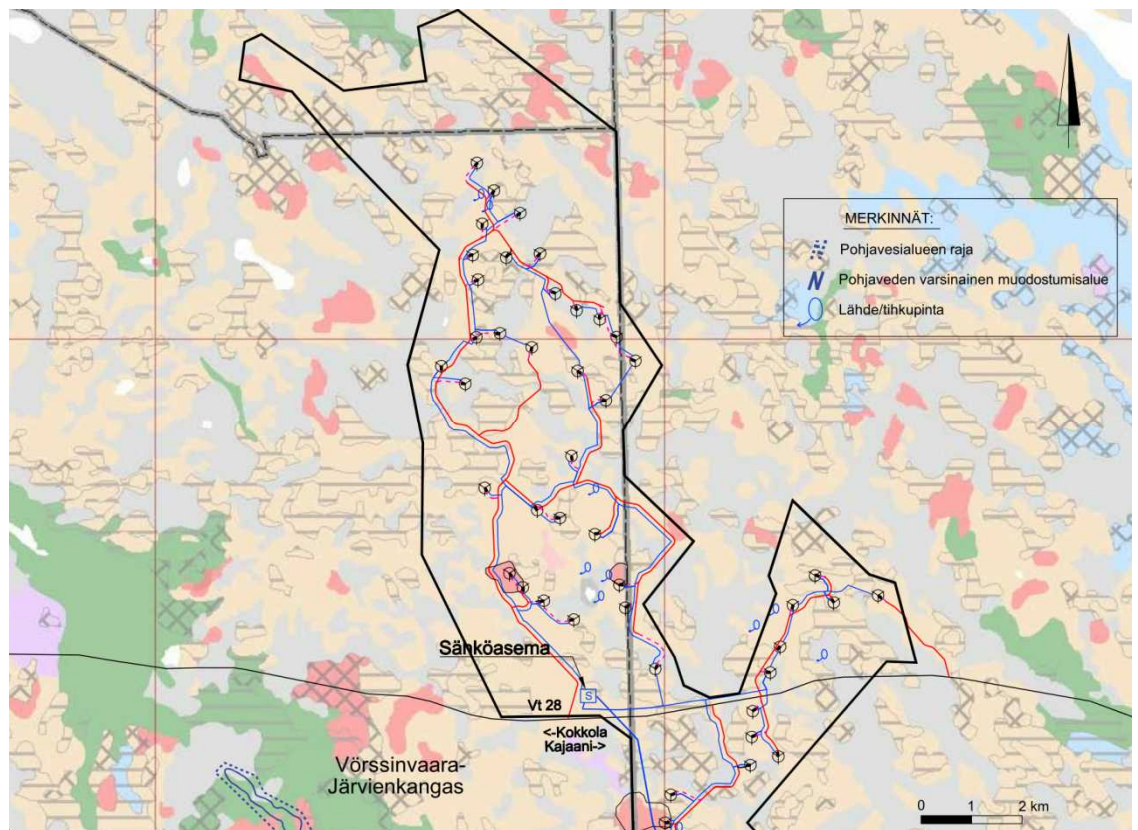 MERKINNÄT:
Pohjavesialueen raja
Pohjaveden varsinainen muodostumisalue
Lähde/tihkupinta
Sähköasema
S
Vt 28
<-Kokkola
Kajaani->
Vörssinvaara-
Järvienkangas
0 1 2 km